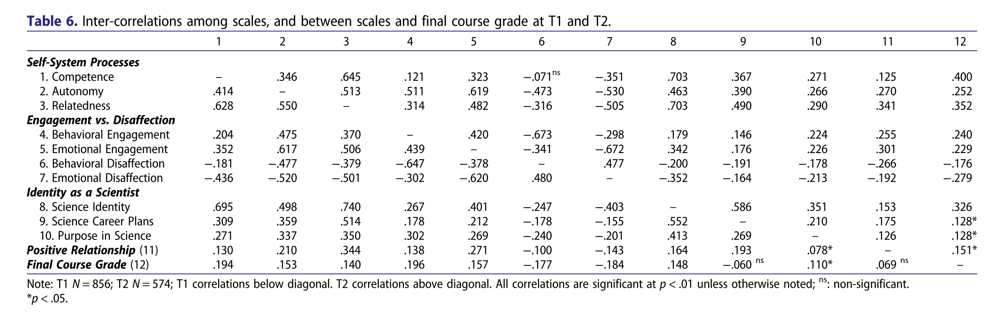 Table 6. Inter-correlations among scales, and between scales and final course grade at T1 and T2.
1 2 3 4 5 6 7 8 9 10 11 12
Self-System Processes
1. Competence – .346 .645 .121 .323 −.071ns −.351 .703 .367 .271 .125 .400
2. Autonomy .414 – .513 .511 .619 −.473 −.530 .463 .390 .266 .270 .252
3. Relatedness .628 .550 – .314 .482 −.316 −.505 .703 .490 .290 .341 .352
Engagement vs. Disaffection
4. Behavioral Engagement .204 .475 .370 – .420 −.673 −.298 .179 .146 .224 .255 .240
5. Emotional Engagement .352 .617 .506 .439 – −.341 −.672 .342 .176 .226 .301 .229
6. Behavioral Disaffection −.181 −.477 −.379 −.647 −.378 – .477 −.200 −.191 −.178 −.266 −.176
7. Emotional Disaffection −.436 −.520 −.501 −.302 −.620 .480 – −.352 −.164 −.213 −.192 −.279
Identity as a Scientist
8. Science Identity .695 .498 .740 .267 .401 −.247 −.403 – .586 .351 .153 .326
9. Science Career Plans .309 .359 .514 .178 .212 −.178 −.155 .552 – .210 .175 .128*
10. Purpose in Science .271 .337 .350 .302 .269 −.240 −.201 .413 .269 – .126 .128*
Positive Relationship (11) .130 .210 .344 .138 .271 −.100 −.143 .164 .193 .078* – .151*
Final Course Grade (12) .194 .153 .140 .196 .157 −.177 −.184 .148 −.060 ns .110* .069 ns –
Note: T1 N = 856; T2 N = 574; T1 correlations below diagonal. T2 correlations above diagonal. All correlations are significant at p < .01 unless otherwise noted; ns: non-significant.
*p < .05.